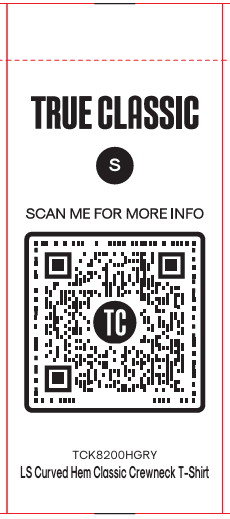 TRUE CLASSIC
S
SCAN ME FOR MORE INFO
TC
TCK8200HGRY
LS Curved Hem Classic Crewneck T-Shirt